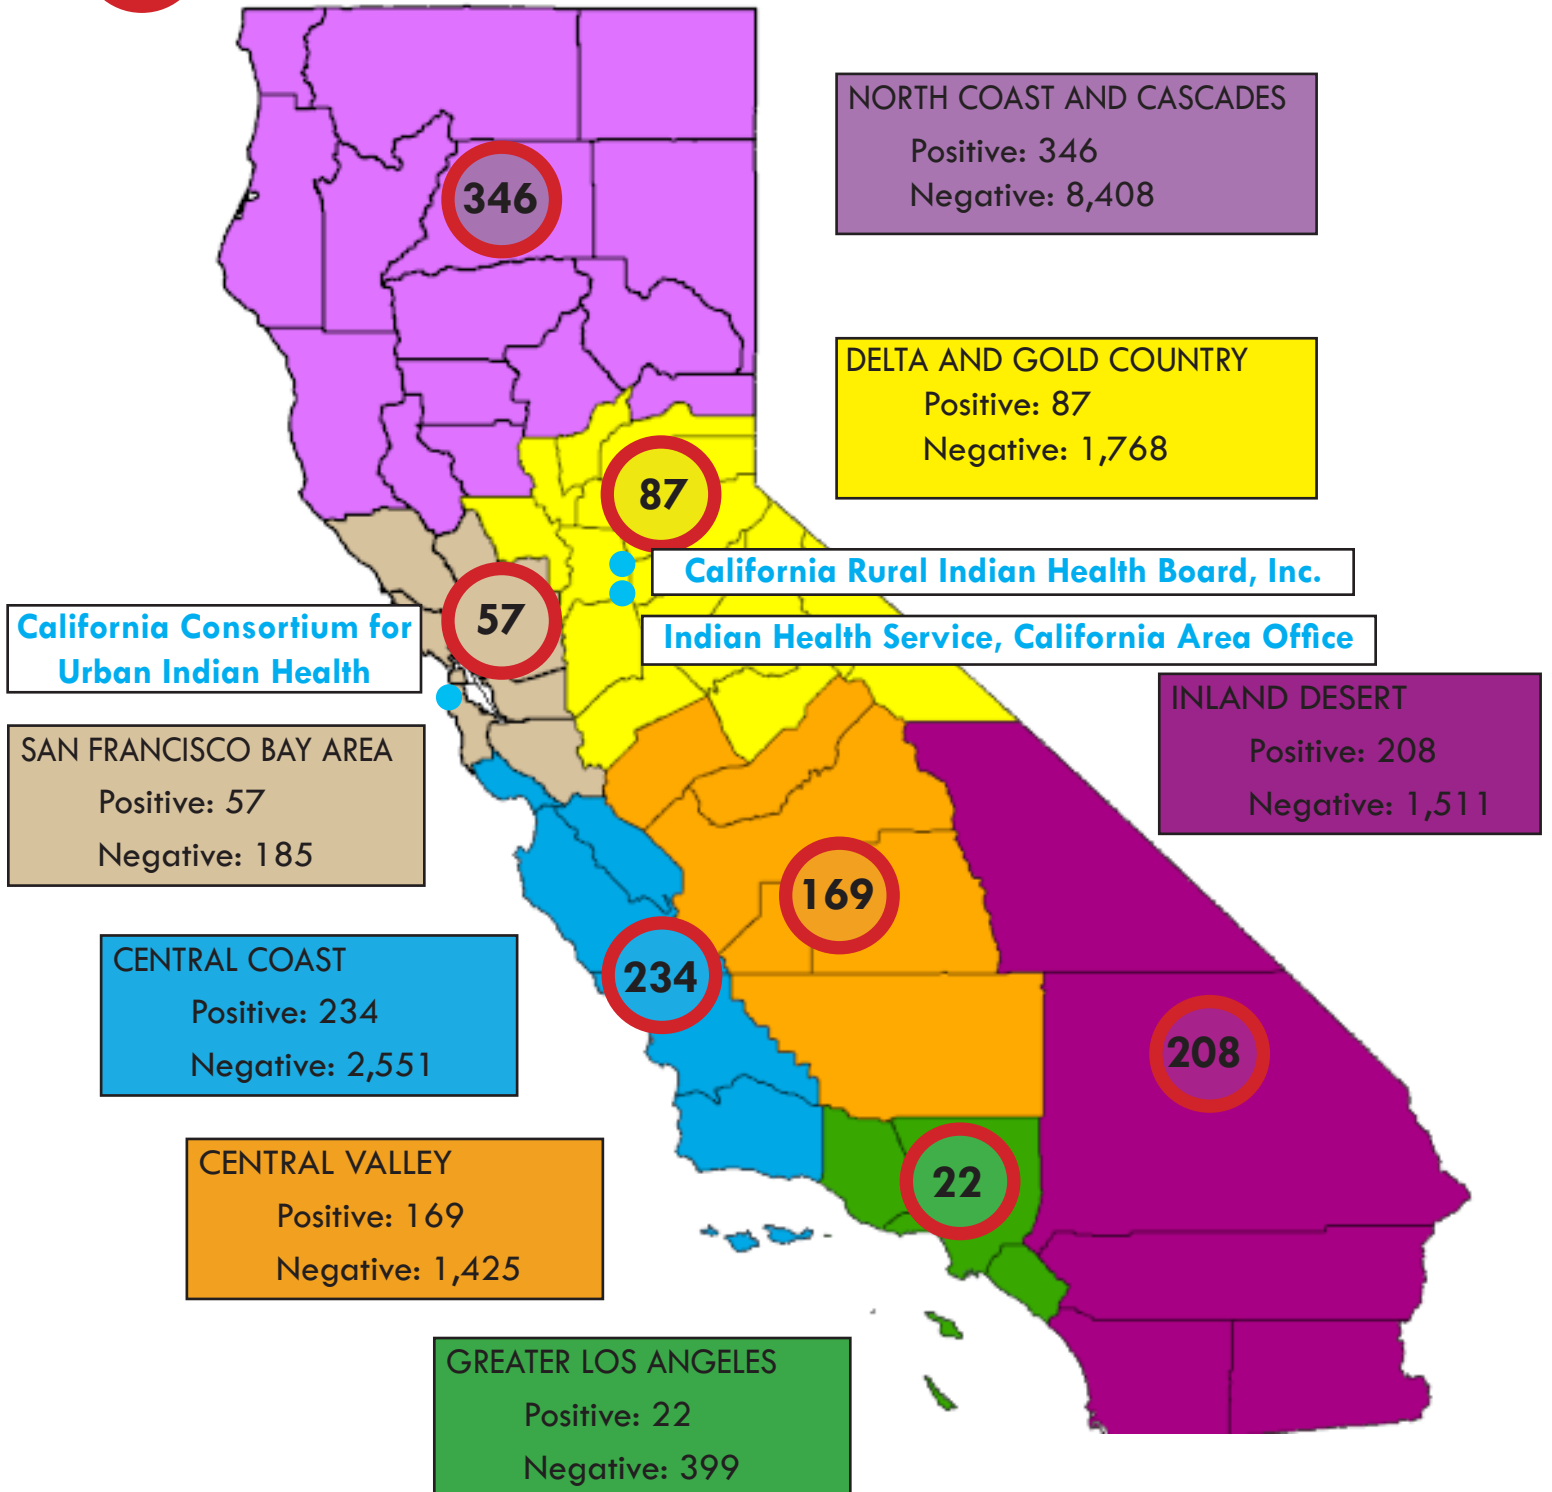 NORTH COAST AND CASCADES
Positive: 346
Negative: 8,408
346
DELTA AND GOLD COUNTRY
Positive: 87
Negative: 1,768
87
California Rural Indian Health Board, Inc.
57
California Consortium for
Urban Indian Health
Indian Health Service, California Area Office
INLAND DESERT
Positive: 208
Negative: 1,511
SAN FRANCISCO BAY AREA
Positive: 57
Negative: 185
169
CENTRAL COAST
Positive: 234
Negative: 2,551
234
208
CENTRAL VALLEY
Positive: 169
Negative: 1,425
22
GREATER LOS ANGELES
Positive: 22
Negative: 399